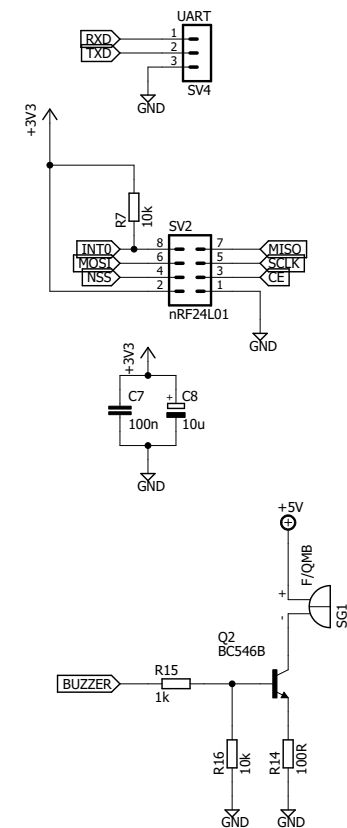 UART
RXD 1
TXD 2
3
SV4
GND
+3V3
R7
10k
SV2
INT0 8 7 MISO
MOSI 6 5 SCLK
NSS 4 3 CE
2 1
nRF24L01
GND
+3V3
C7 + C8
100n 10u
GND
+5V
F/QMB
+
-
SG1
Q2
BC546B
R15
BUZZER
1k
R16
10k
R14
100R
GND GND